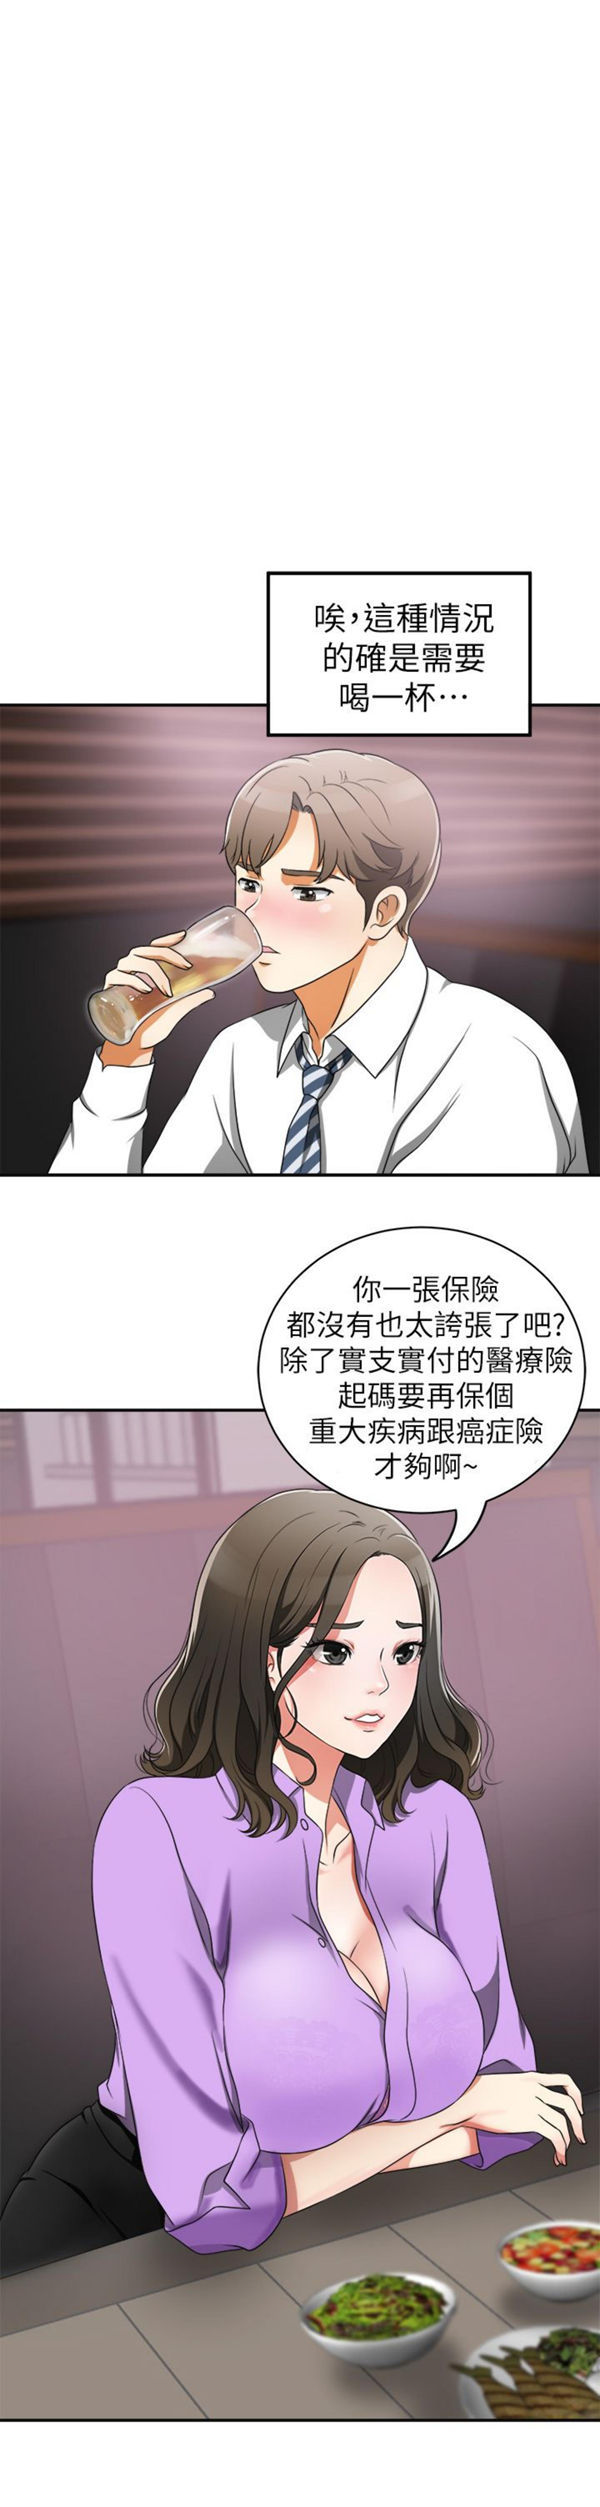 唉，這種情況
的確是需要
喝一杯⋯
你一張保險
都沒有也太誇張了吧?
除了實支實付的醫療險
起碼要再保個
重大疾病跟癌症險
才夠啊~